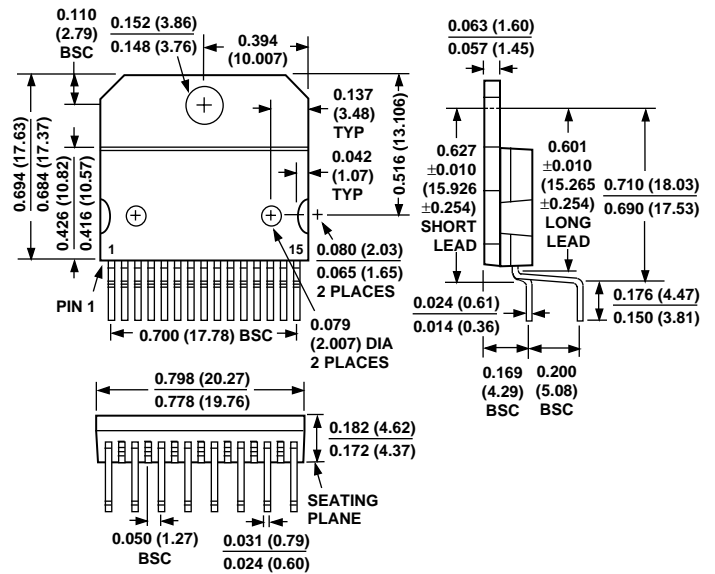 0.110
(2.79)
BSC
0.152 (3.86)
0.148 (3.76)
0.394
(10.007)
0.063 (1.60)
0.057 (1.45)
0.694 (17.63)
0.684 (17.37)
0.426 (10.82)
0.416 (10.57)
0.137
(3.48)
TYP
0.042
(1.07)
TYP
0.516 (13.106)
0.627
±0.010
(15.926
±0.254)
SHORT
LEAD
0.601
±0.010
(15.265
±0.254)
LONG
LEAD
0.710 (18.03)
0.690 (17.53)
1
15
PIN 1
0.080 (2.03)
0.065 (1.65)
2 PLACES
0.700 (17.78) BSC
0.079
(2.007) DIA
2 PLACES
0.024 (0.61)
0.014 (0.36)
0.176 (4.47)
0.150 (3.81)
0.169
(4.29)
BSC
0.200
(5.08)
BSC
0.798 (20.27)
0.778 (19.76)
0.182 (4.62)
0.172 (4.37)
SEATING
PLANE
0.050 (1.27)
BSC
0.031 (0.79)
0.024 (0.60)